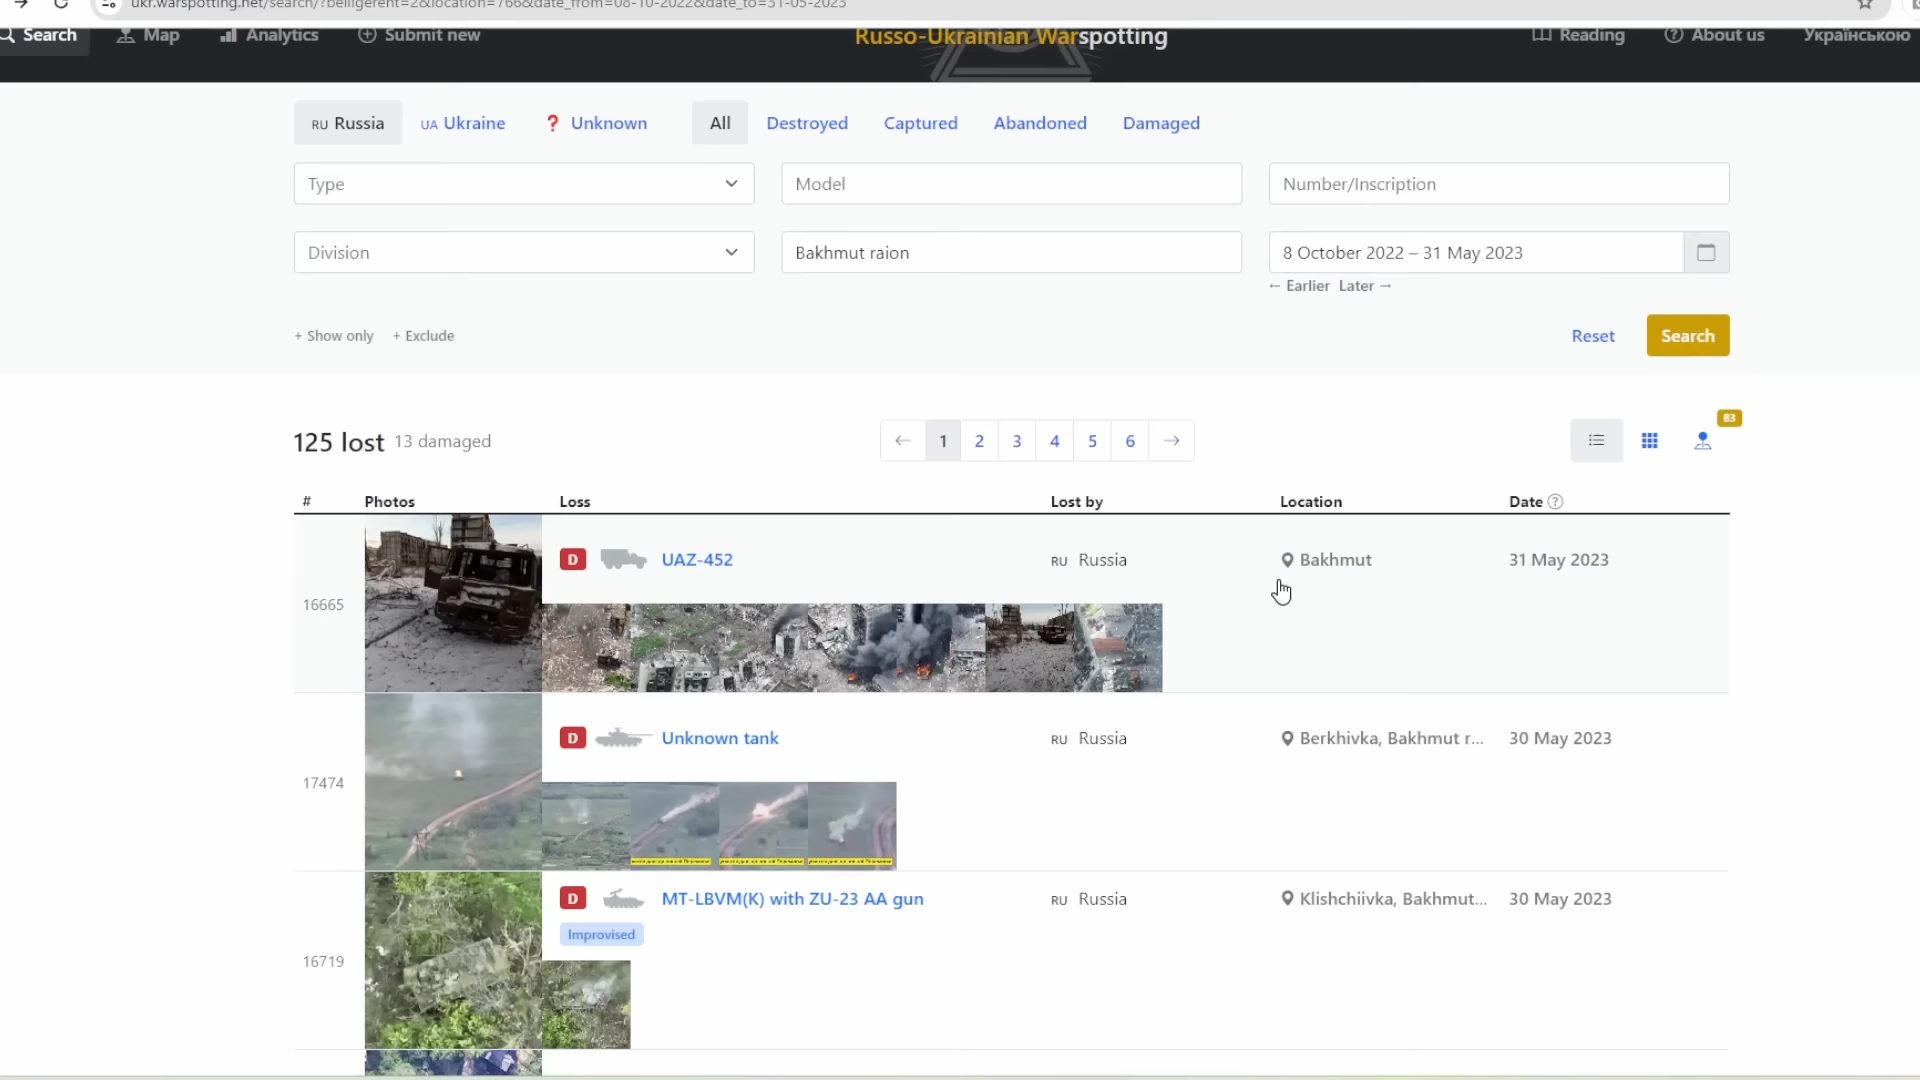 ukr.warspotting.net/search/?belligerent=2&location=766&date_from=08-10-2022&date_to=31-05-2023
Search Map Analytics Submit new Russo-Ukrainian Warspotting Reading About us Українською
RU Russia UA Ukraine ❓ Unknown All Destroyed Captured Abandoned Damaged
Type Model Number/Inscription
Division Bakhmut raion 8 October 2022 – 31 May 2023
← Earlier Later →
+ Show only + Exclude Reset Search
83
125 lost 13 damaged ← 1 2 3 4 5 6 →
# Photos Loss Lost by Location Date ?
D UAZ-452 RU Russia Bakhmut 31 May 2023
16665
D Unknown tank RU Russia Berkhivka, Bakhmut r... 30 May 2023
17474
D MT-LBVM(K) with ZU-23 AA gun RU Russia Klishchiivka, Bakhmut... 30 May 2023
Improvised
16719